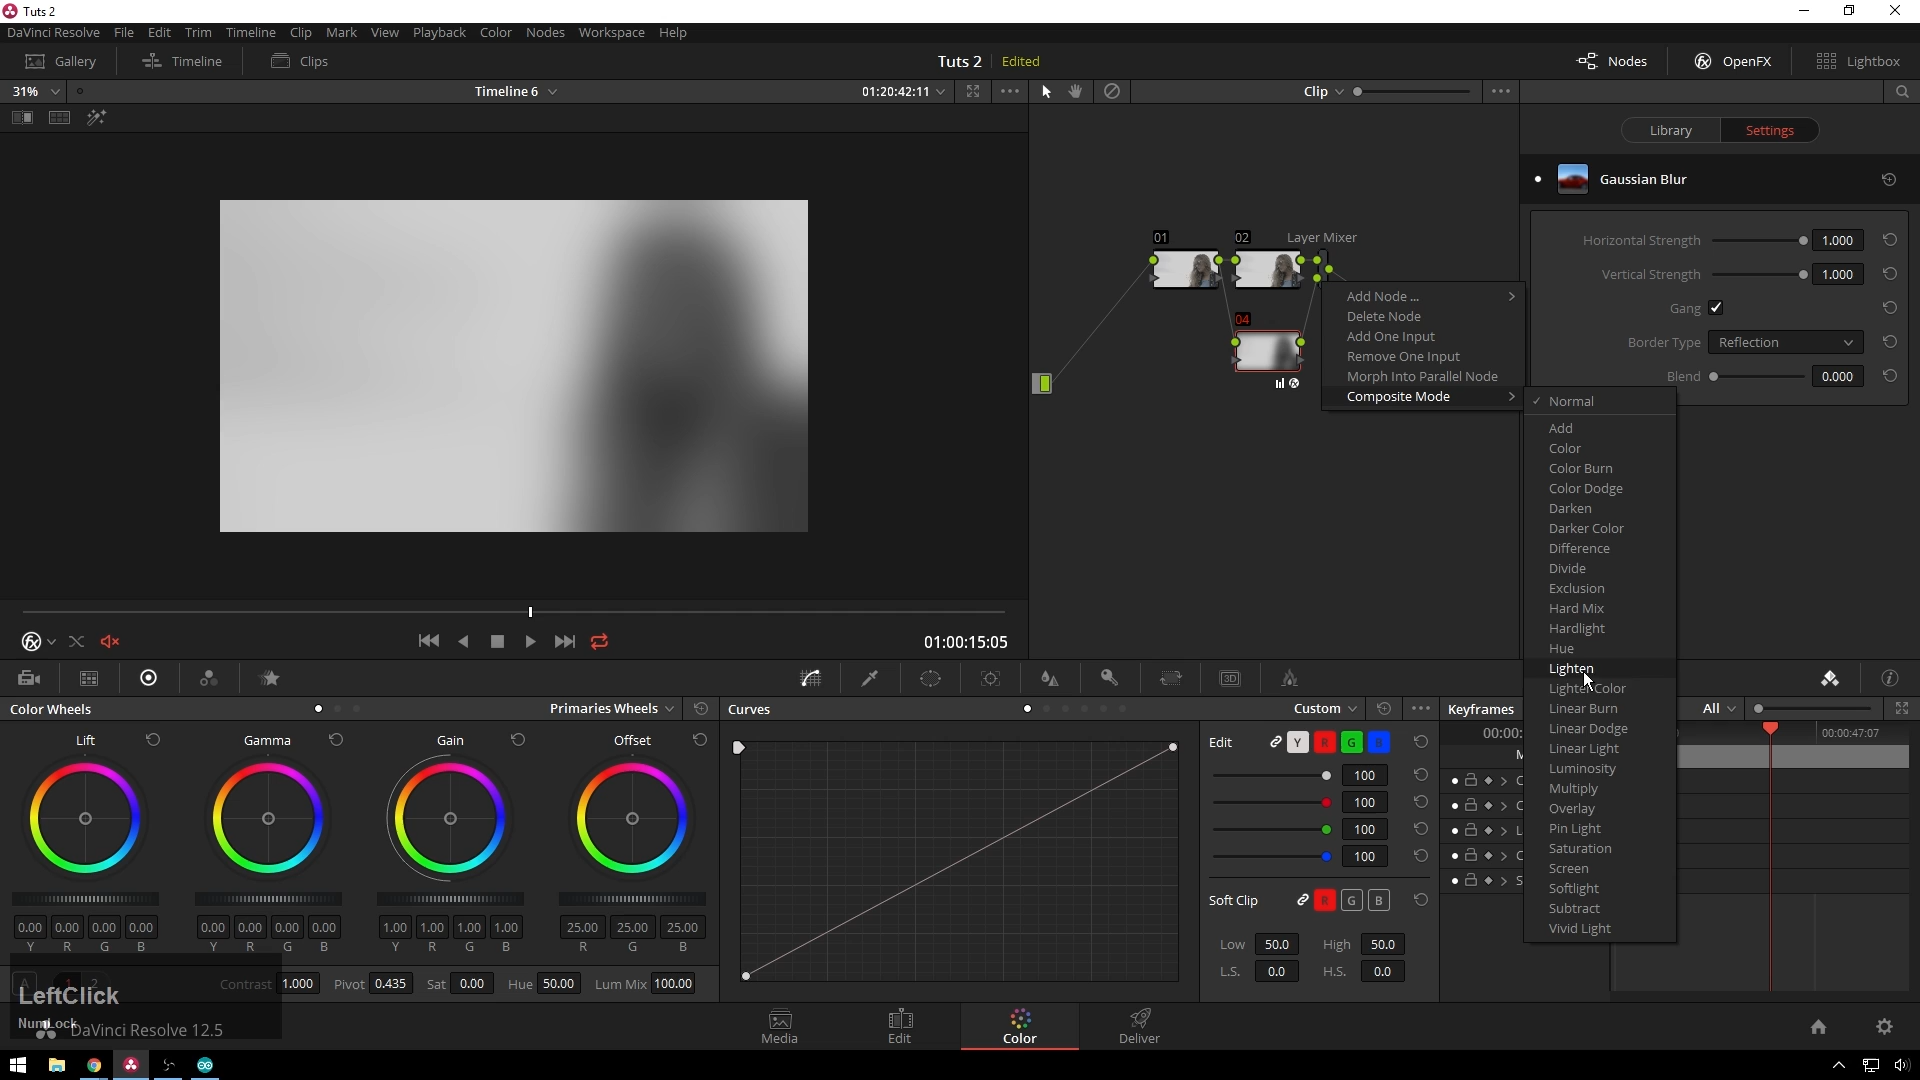 Tuts 2
DaVinci Resolve File Edit Trim Timeline Clip Mark View Playback Color Nodes Workspace Help
Gallery Timeline Clips Tuts 2 Edited Nodes OpenFX Lightbox
31% Timeline 6 01:20:42:11 Clip
Library Settings
Gaussian Blur
01 02 Layer Mixer
Horizontal Strength 1.000
Vertical Strength 1.000
Gang
Border Type Reflection
Blend 0.000
04
Add Node ...
Delete Node
Add One Input
Remove One Input
Morph Into Parallel Node
Composite Mode
Normal
Add
Color
Color Burn
Color Dodge
Darken
Darker Color
Difference
Divide
Exclusion
Hard Mix
Hardlight
Hue
Lighten
Lighter Color
Linear Burn
Linear Dodge
Linear Light
Luminosity
Multiply
Overlay
Pin Light
Saturation
Screen
Softlight
Subtract
Vivid Light
01:00:15:05
3D
Color Wheels Primaries Wheels Curves Custom Keyframes All
Lift Gamma Gain Offset
Edit Y R G B
00:00: 00:00:47:07
100
100
100
100
Soft Clip R G B
Low 50.0 High 50.0
L.S. 0.0 H.S. 0.0
0.00 0.00 0.00 0.00 0.00 0.00 0.00 0.00 1.00 1.00 1.00 1.00 25.00 25.00 25.00
Y R G B Y R G B Y R G B R G B
A 1 2 Contrast 1.000 Pivot 0.435 Sat 0.00 Hue 50.00 Lum Mix 100.00
LeftClick
NumLock
DaVinci Resolve 12.5
Media Edit Color Deliver